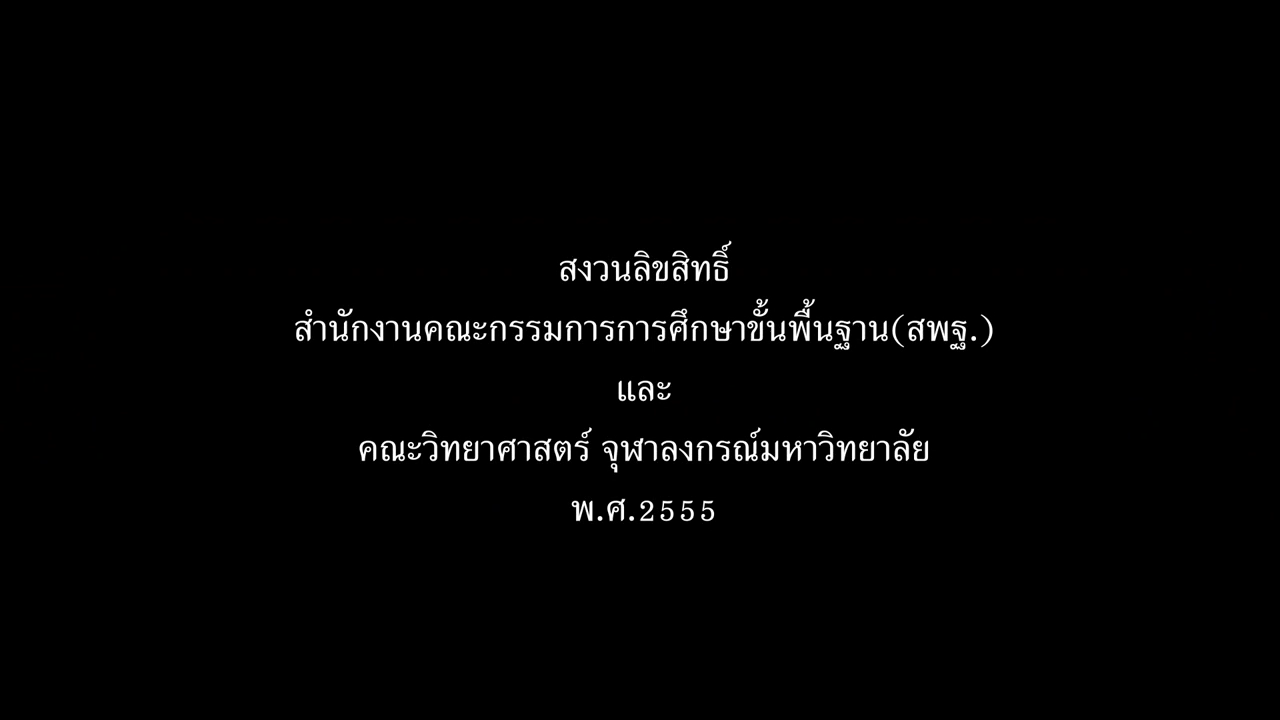 สงวนลิขสิทธิ์
สำนักงานคณะกรรมการการศึกษาขั้นพื้นฐาน(สพฐ.)
และ
คณะวิทยาศาสตร์ จุฬาลงกรณ์มหาวิทยาลัย
พ.ศ.2555